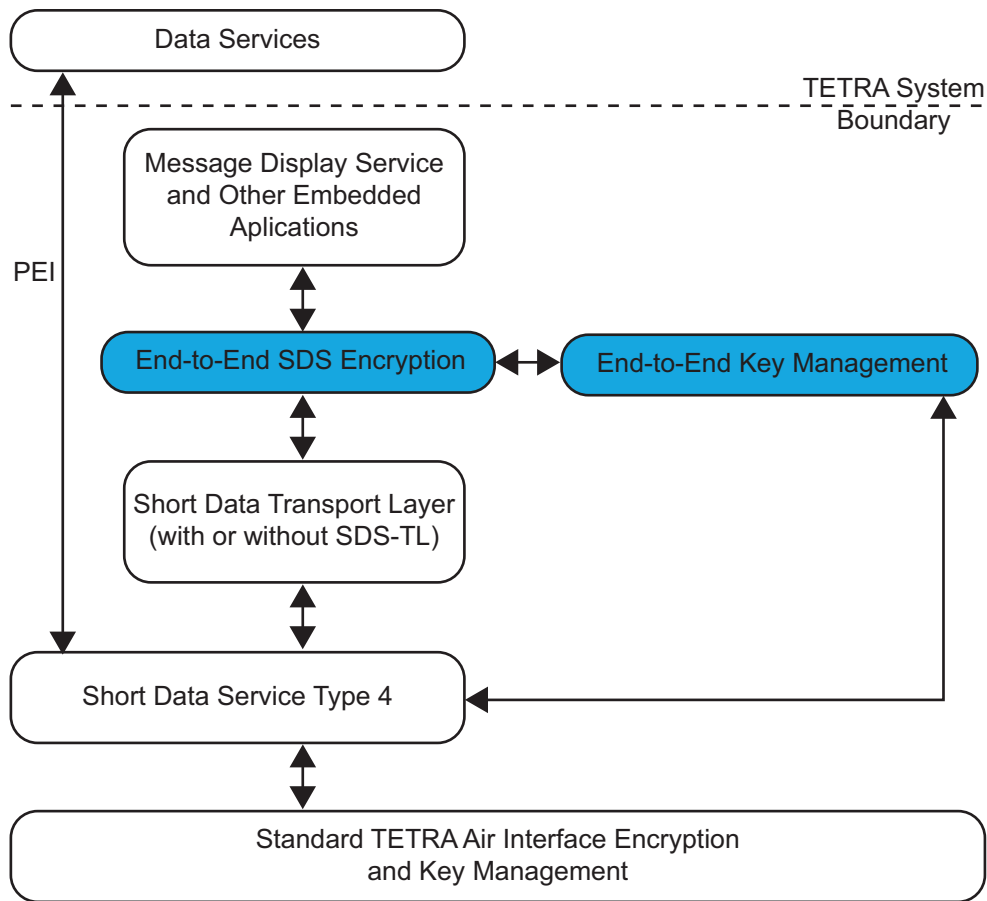 Data Services
TETRA System
Boundary
Message Display Service
and Other Embedded
Aplications
PEI
End-to-End SDS Encryption
End-to-End Key Management
Short Data Transport Layer
(with or without SDS-TL)
Short Data Service Type 4
Standard TETRA Air Interface Encryption
and Key Management